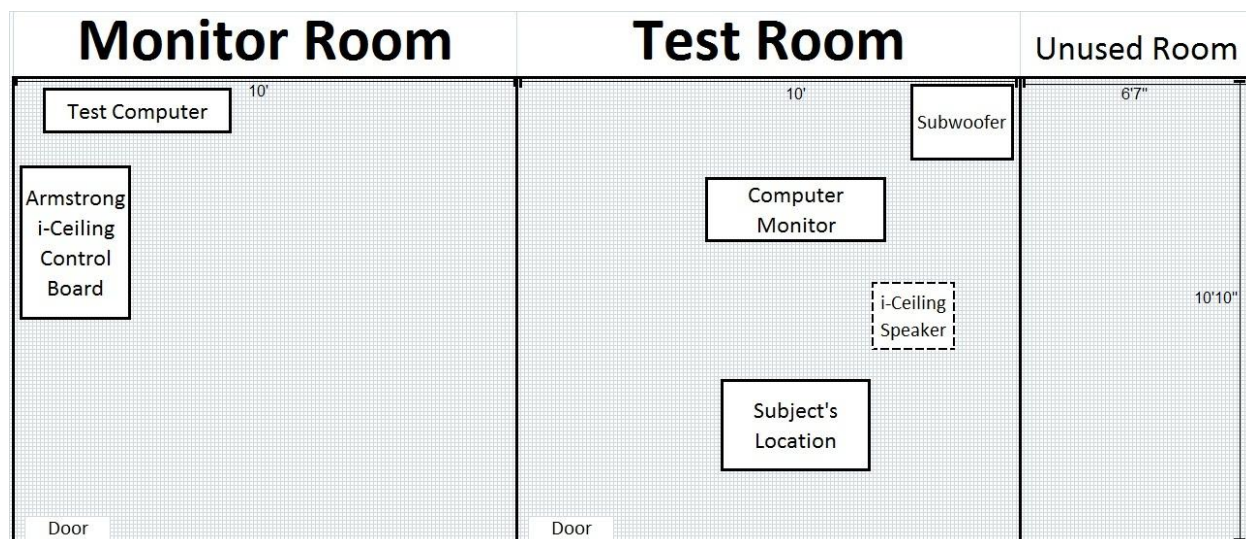 Monitor Room
Test Room
Unused Room
10'
10'
6'7"
Test Computer
Subwoofer
Armstrong
i-Ceiling
Control
Board
Computer
Monitor
i-Ceiling
Speaker
10'10"
Subject's
Location
Door
Door